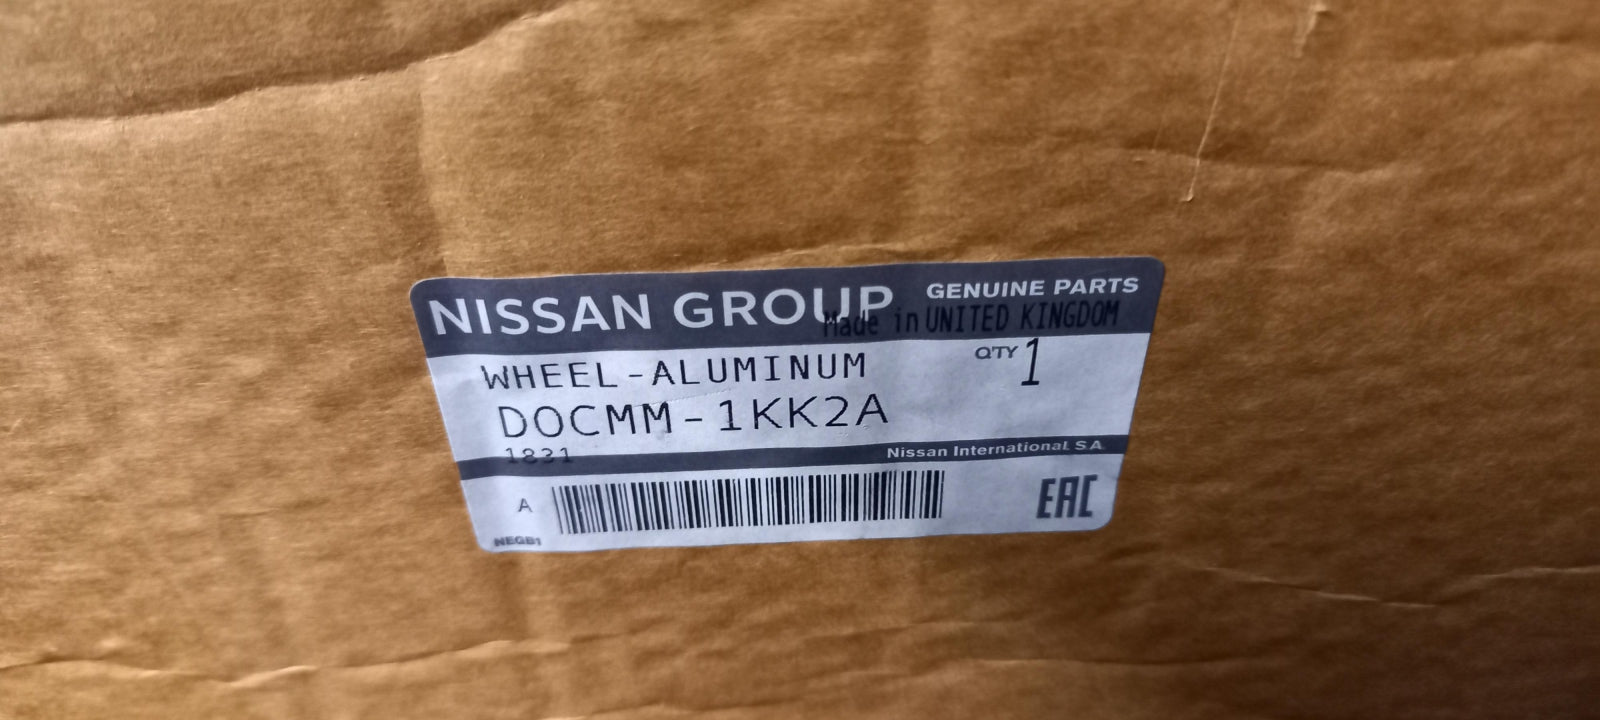 NISSAN GROUP GENUINE PARTS
Made in UNITED KINGDOM
WHEEL-ALUMINUM QTY 1
DOCMM-1KK2A
1831
Nissan International S.A.
A EAC
NEGB1